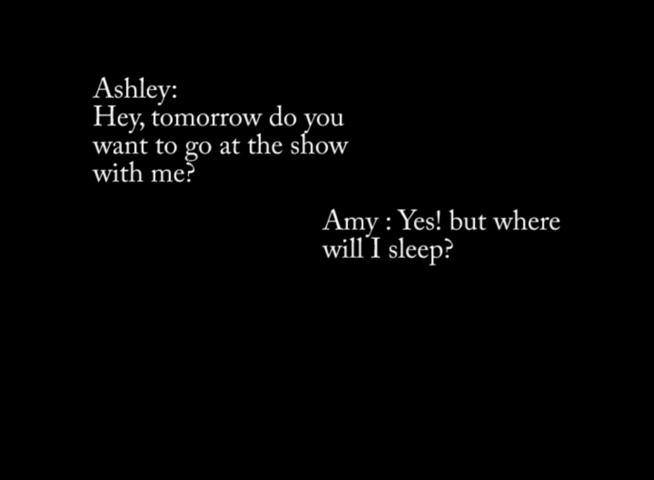 Ashley:
Hey, tomorrow do you
want to go at the show
with me?
Amy : Yes! but where
will I sleep?